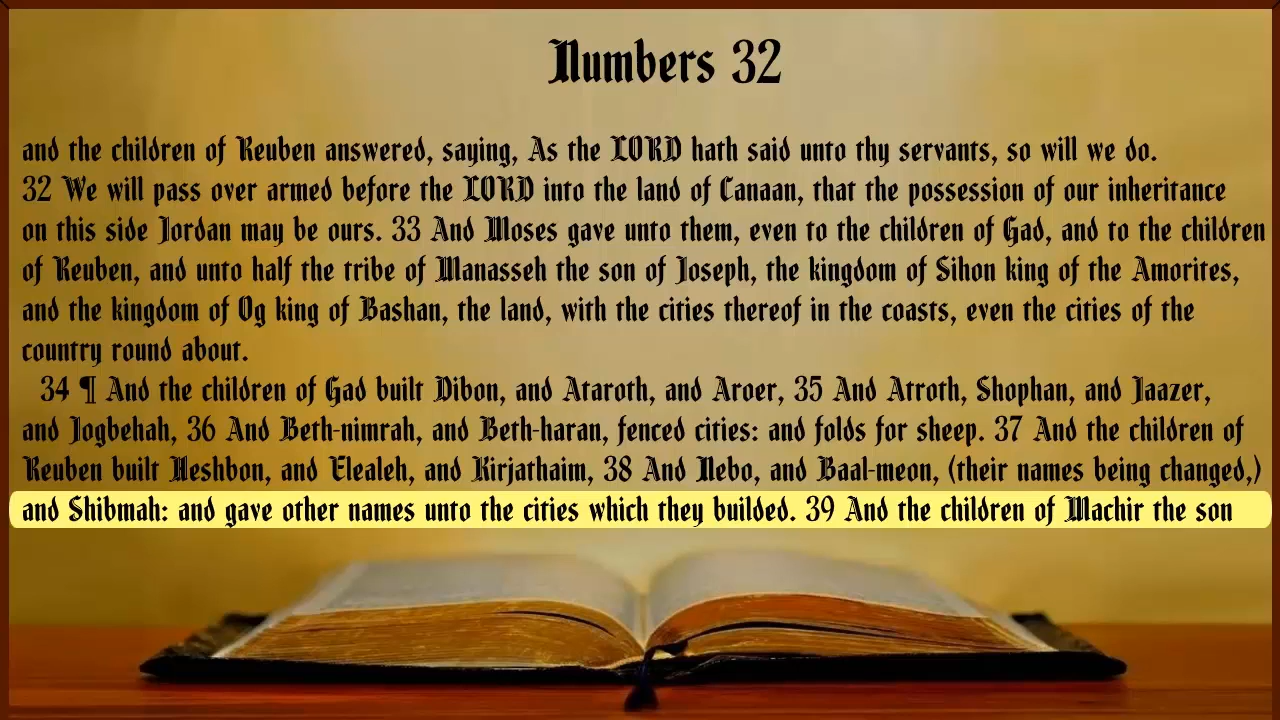 Numbers 32
and the children of Reuben answered, saying, As the LORD hath said unto thy servants, so will we do.
32 We will pass over armed before the LORD into the land of Canaan, that the possession of our inheritance
on this side Jordan may be ours. 33 And Moses gave unto them, even to the children of Gad, and to the children
of Reuben, and unto half the tribe of Manasseh the son of Joseph, the kingdom of Sihon king of the Amorites,
and the kingdom of Og king of Bashan, the land, with the cities thereof in the coasts, even the cities of the
country round about.
34 ¶ And the children of Gad built Dibon, and Ataroth, and Aroer, 35 And Atroth, Shophan, and Jaazer,
and Jogbehah, 36 And Beth-nimrah, and Beth-haran, fenced cities: and folds for sheep. 37 And the children of
Reuben built Heshbon, and Elealeh, and Kirjathaim, 38 And Nebo, and Baal-meon, (their names being changed,)
and Shibmah: and gave other names unto the cities which they builded. 39 And the children of Machir the son